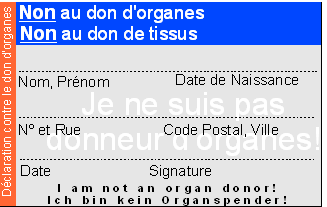 Déclaration contre le don d'organes
Non au don d'organes
Non au don de tissus
Nom, Prénom Date de Naissance
Je ne suis pas
N° et Rue Code Postal, Ville
donneur d'organes!
Date Signature
I am not an organ donor!
Ich bin kein Organspender!